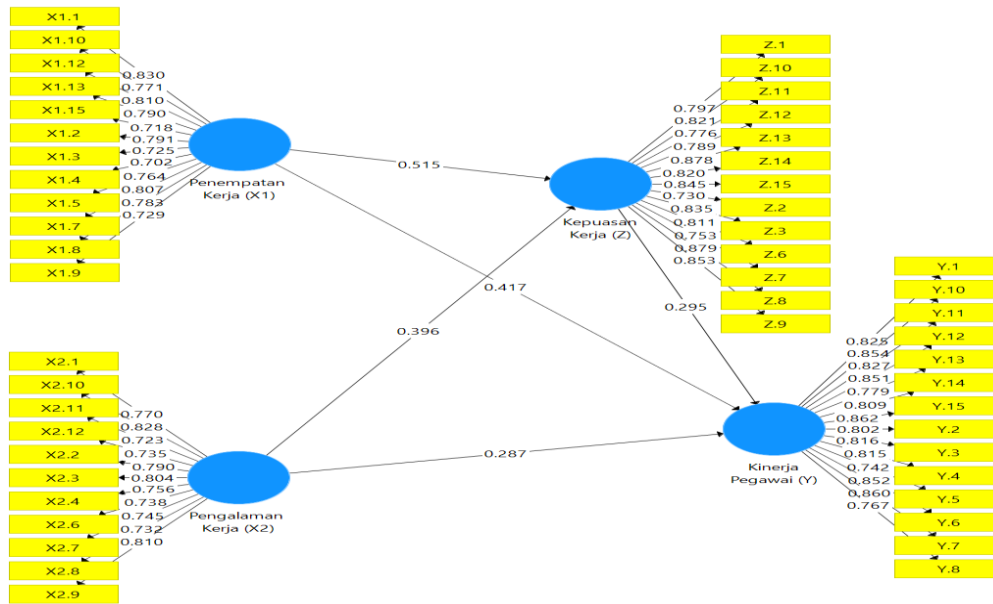 X1.1
X1.10
X1.12
X1.13
X1.15
X1.2
X1.3
X1.4
X1.5
X1.7
X1.8
X1.9
0.830
0.771
0.810
0.790
0.718
0.791
0.725
0.702
0.764
0.807
0.783
0.729
Penempatan
Kerja (X1)
0.515
0.417
0.396
X2.1
X2.10
X2.11
X2.12
X2.2
X2.3
X2.4
X2.6
X2.7
X2.8
X2.9
0.770
0.828
0.723
0.735
0.790
0.804
0.756
0.738
0.745
0.732
0.810
Pengalaman
Kerja (X2)
0.287
Kepuasan
Kerja (Z)
0.797
0.821
0.776
0.789
0.878
0.820
0.845
0.730
0.835
0.811
0.753
0.879
0.853
Z.1
Z.10
Z.11
Z.12
Z.13
Z.14
Z.15
Z.2
Z.3
Z.6
Z.7
Z.8
Z.9
0.295
Kinerja
Pegawai (Y)
0.825
0.854
0.827
0.851
0.779
0.809
0.862
0.802
0.816
0.815
0.742
0.852
0.860
0.767
Y.1
Y.10
Y.11
Y.12
Y.13
Y.14
Y.15
Y.2
Y.3
Y.4
Y.5
Y.6
Y.7
Y.8